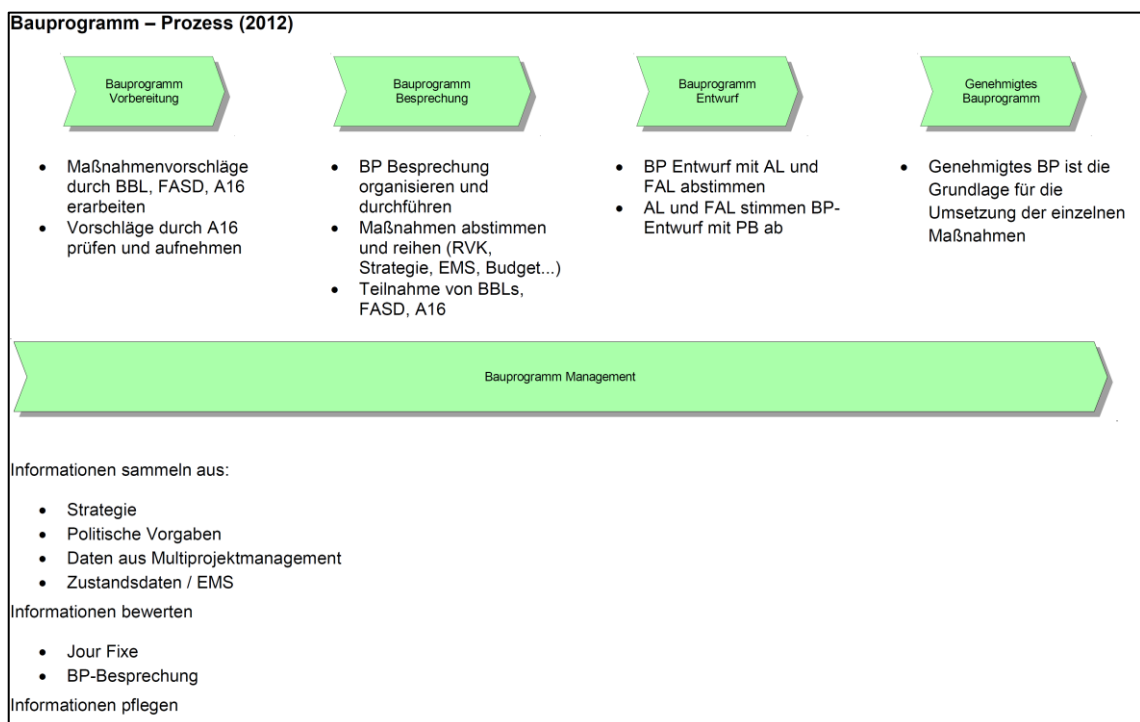 Bauprogramm – Prozess (2012)
Bauprogramm
Vorbereitung
Bauprogramm
Besprechung
Bauprogramm
Entwurf
Genehmigtes
Bauprogramm
• Maßnahmenvorschläge
durch BBL, FASD, A16
erarbeiten
• Vorschläge durch A16
prüfen und aufnehmen
• BP Besprechung
organisieren und
durchführen
• Maßnahmen abstimmen
und reihen (RVK,
Strategie, EMS, Budget...)
• Teilnahme von BBLs,
FASD, A16
• BP Entwurf mit AL und
FAL abstimmen
• AL und FAL stimmen BP-
Entwurf mit PB ab
• Genehmigtes BP ist die
Grundlage für die
Umsetzung der einzelnen
Maßnahmen
Bauprogramm Management
Informationen sammeln aus:
• Strategie
• Politische Vorgaben
• Daten aus Multiprojektmanagement
• Zustandsdaten / EMS
Informationen bewerten
• Jour Fixe
• BP-Besprechung
Informationen pflegen